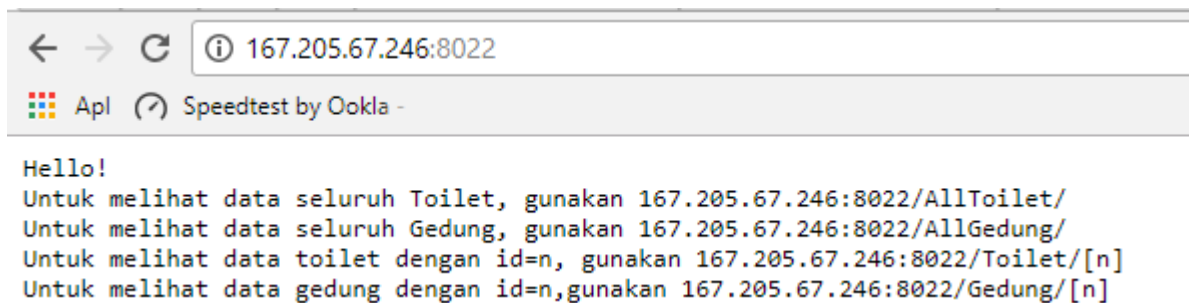 167.205.67.246:8022
Apl Speedtest by Ookla -
Hello!
Untuk melihat data seluruh Toilet, gunakan 167.205.67.246:8022/AllToilet/
Untuk melihat data seluruh Gedung, gunakan 167.205.67.246:8022/AllGedung/
Untuk melihat data toilet dengan id=n, gunakan 167.205.67.246:8022/Toilet/[n]
Untuk melihat data gedung dengan id=n,gunakan 167.205.67.246:8022/Gedung/[n]